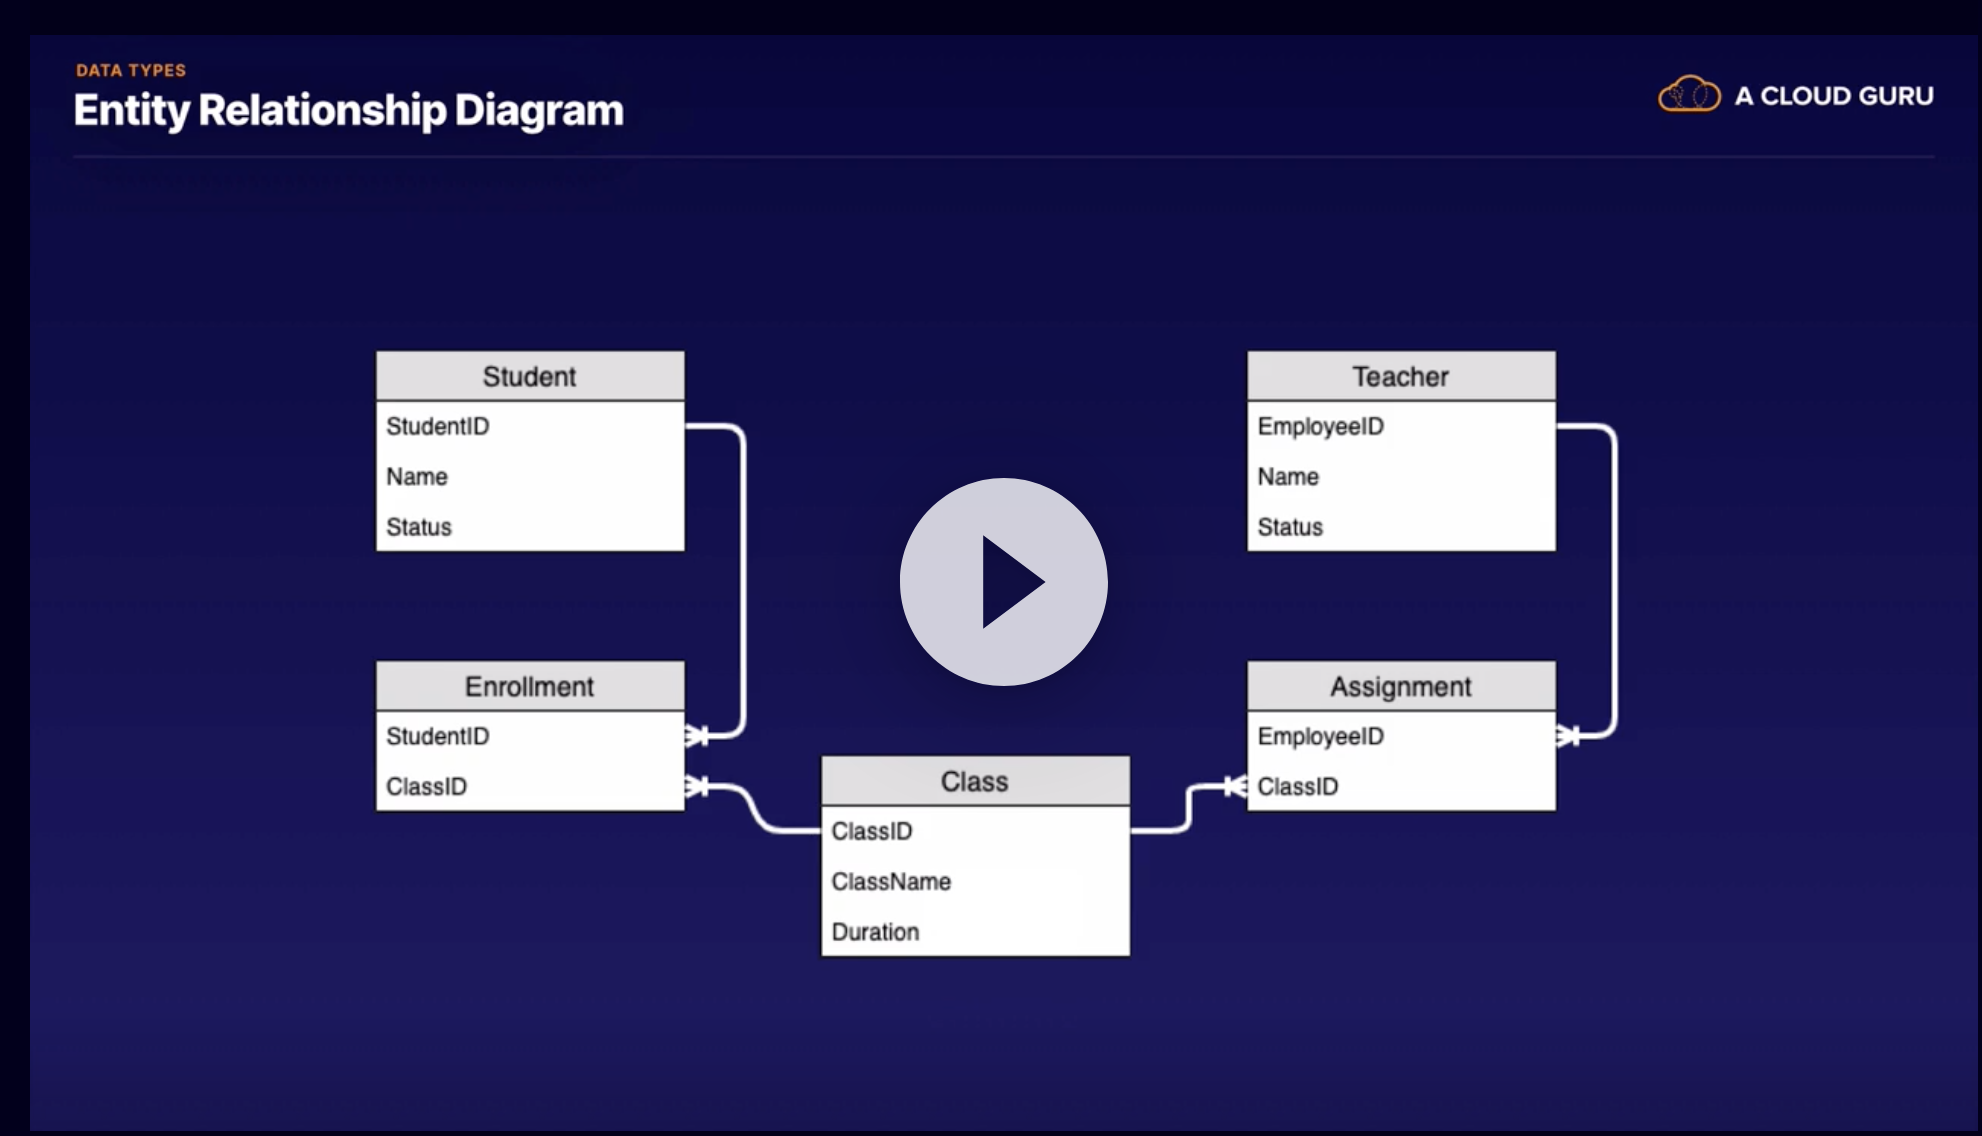 DATA TYPES
Entity Relationship Diagram
A CLOUD GURU
Student
StudentID
Name
Status
Teacher
EmployeeID
Name
Status
Enrollment
StudentID
ClassID
Class
ClassID
ClassName
Duration
Assignment
EmployeeID
ClassID